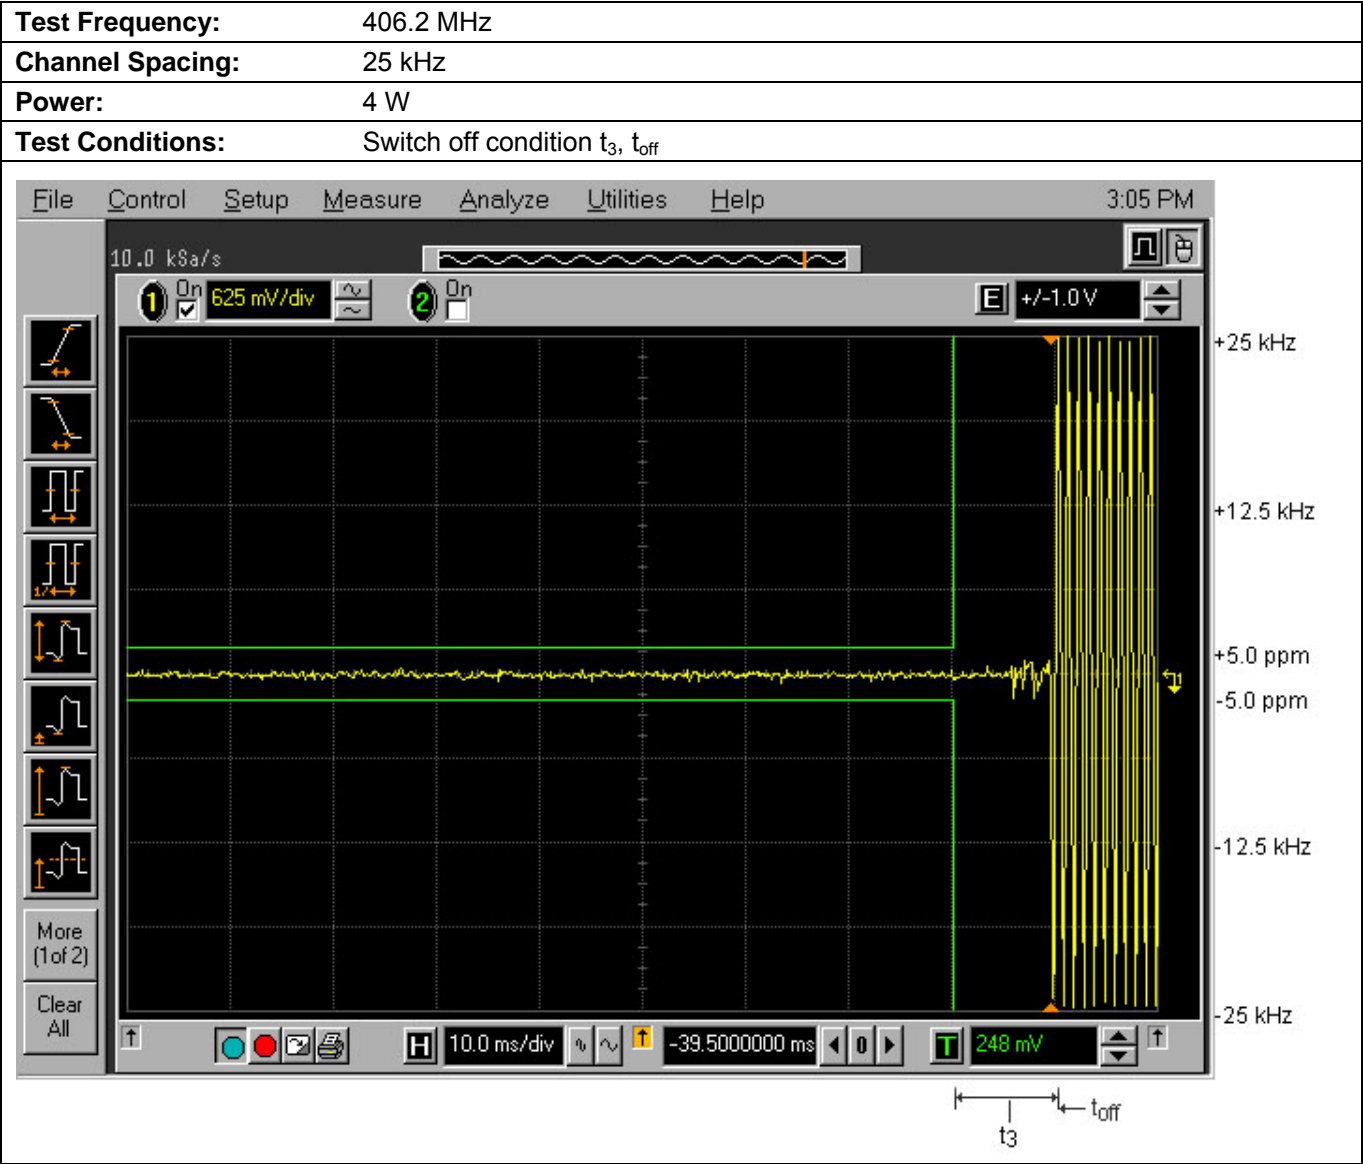 Test Frequency: 406.2 MHz
Channel Spacing: 25 kHz
Power: 4 W
Test Conditions: Switch off condition t3, toff
File Control Setup Measure Analyze Utilities Help 3:05 PM
10.0 kSa/s
1 On 625 mV/div 2 On E +/-1.0 V
+25 kHz
+12.5 kHz
+5.0 ppm
-5.0 ppm
-12.5 kHz
-25 kHz
1/
1
More
(1of 2)
Clear
All
H 10.0 ms/div -39.5000000 ms 0 T 248 mV
toff
t3